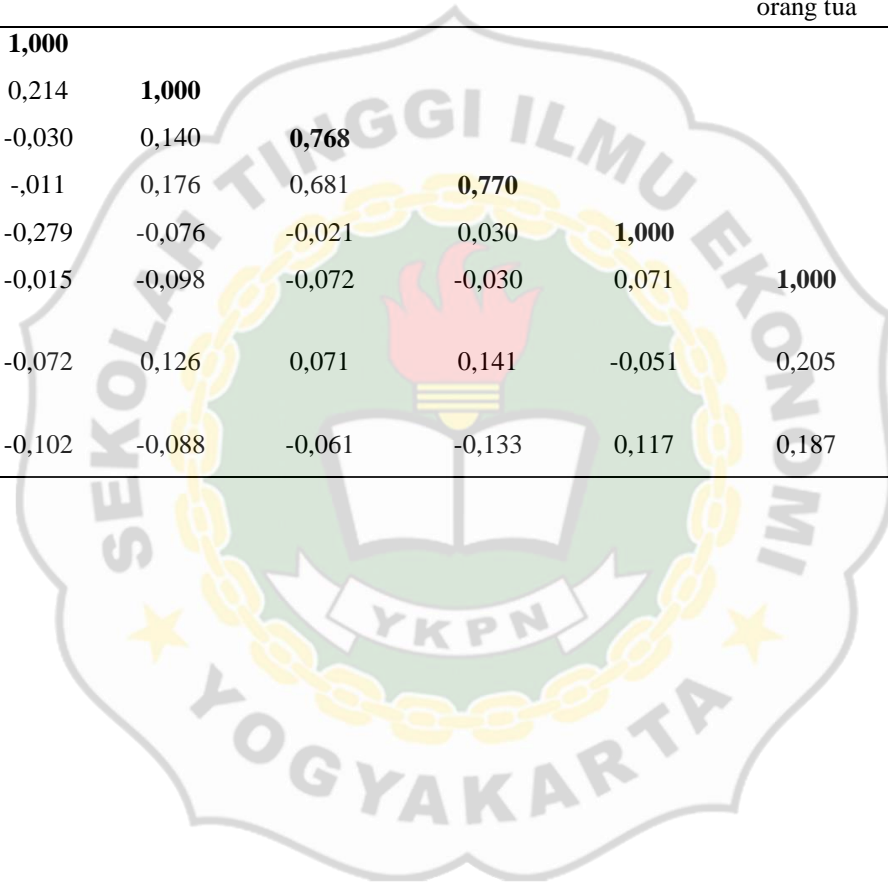 orang tua
1,000
0,214 1,000
-0,030 0,140 0,768
-,011 0,176 0,681 0,770
-0,279 -0,076 -0,021 0,030 1,000
-0,015 -0,098 -0,072 -0,030 0,071 1,000
-0,072 0,126 0,071 0,141 -0,051 0,205
-0,102 -0,088 -0,061 -0,133 0,117 0,187
SEKOLAH TINGGI ILMU EKONOMI
YKPN
YOGYAKARTA